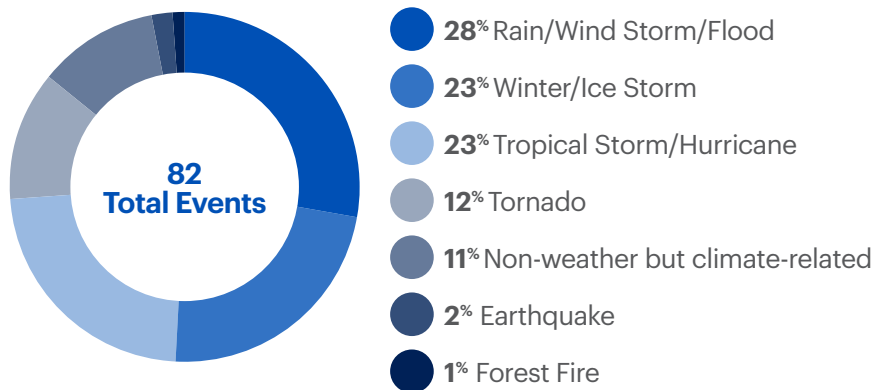 82
Total Events
28% Rain/Wind Storm/Flood
23% Winter/Ice Storm
23% Tropical Storm/Hurricane
12% Tornado
11% Non-weather but climate-related
2% Earthquake
1% Forest Fire